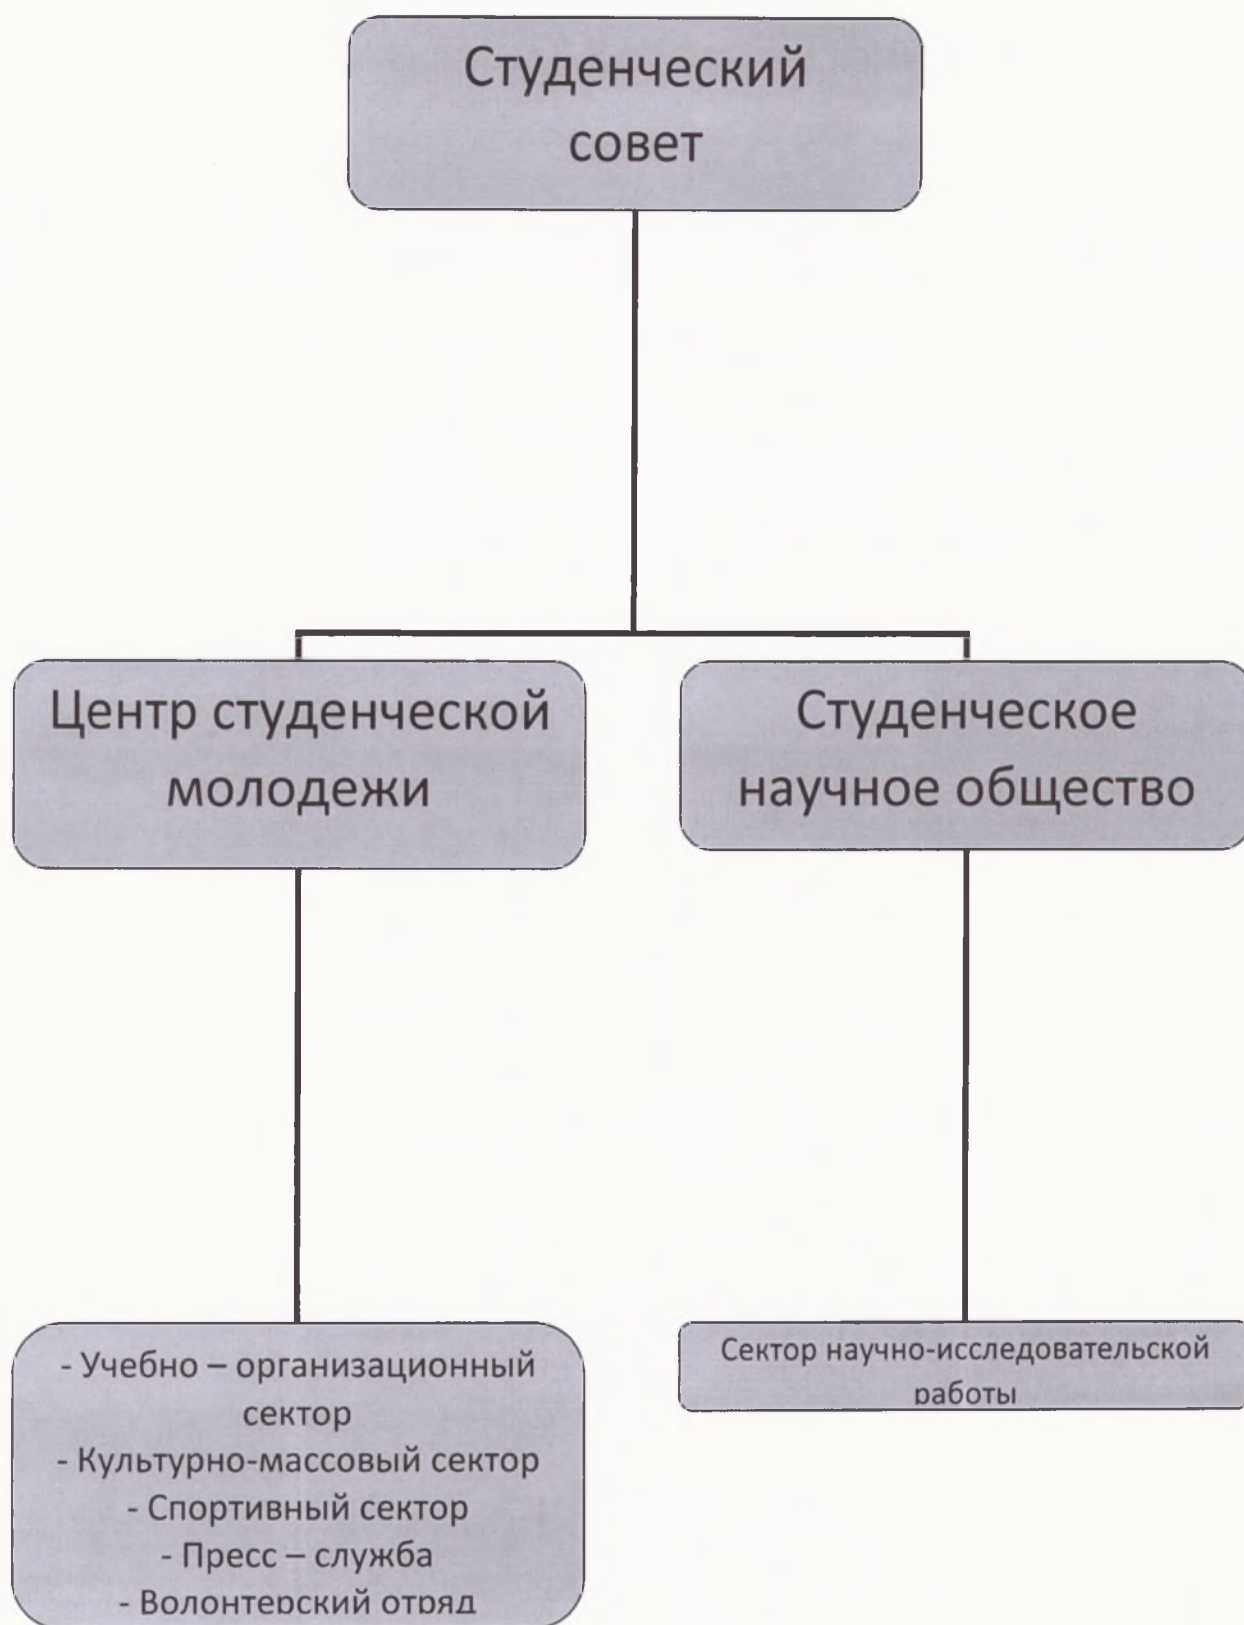 Студенческий
совет
Центр студенческой
молодежи
Студенческое
научное общество
- Учебно – организационный
сектор
- Культурно-массовый сектор
- Спортивный сектор
- Пресс – служба
- Волонтерский отряд
Сектор научно-исследовательской
работы